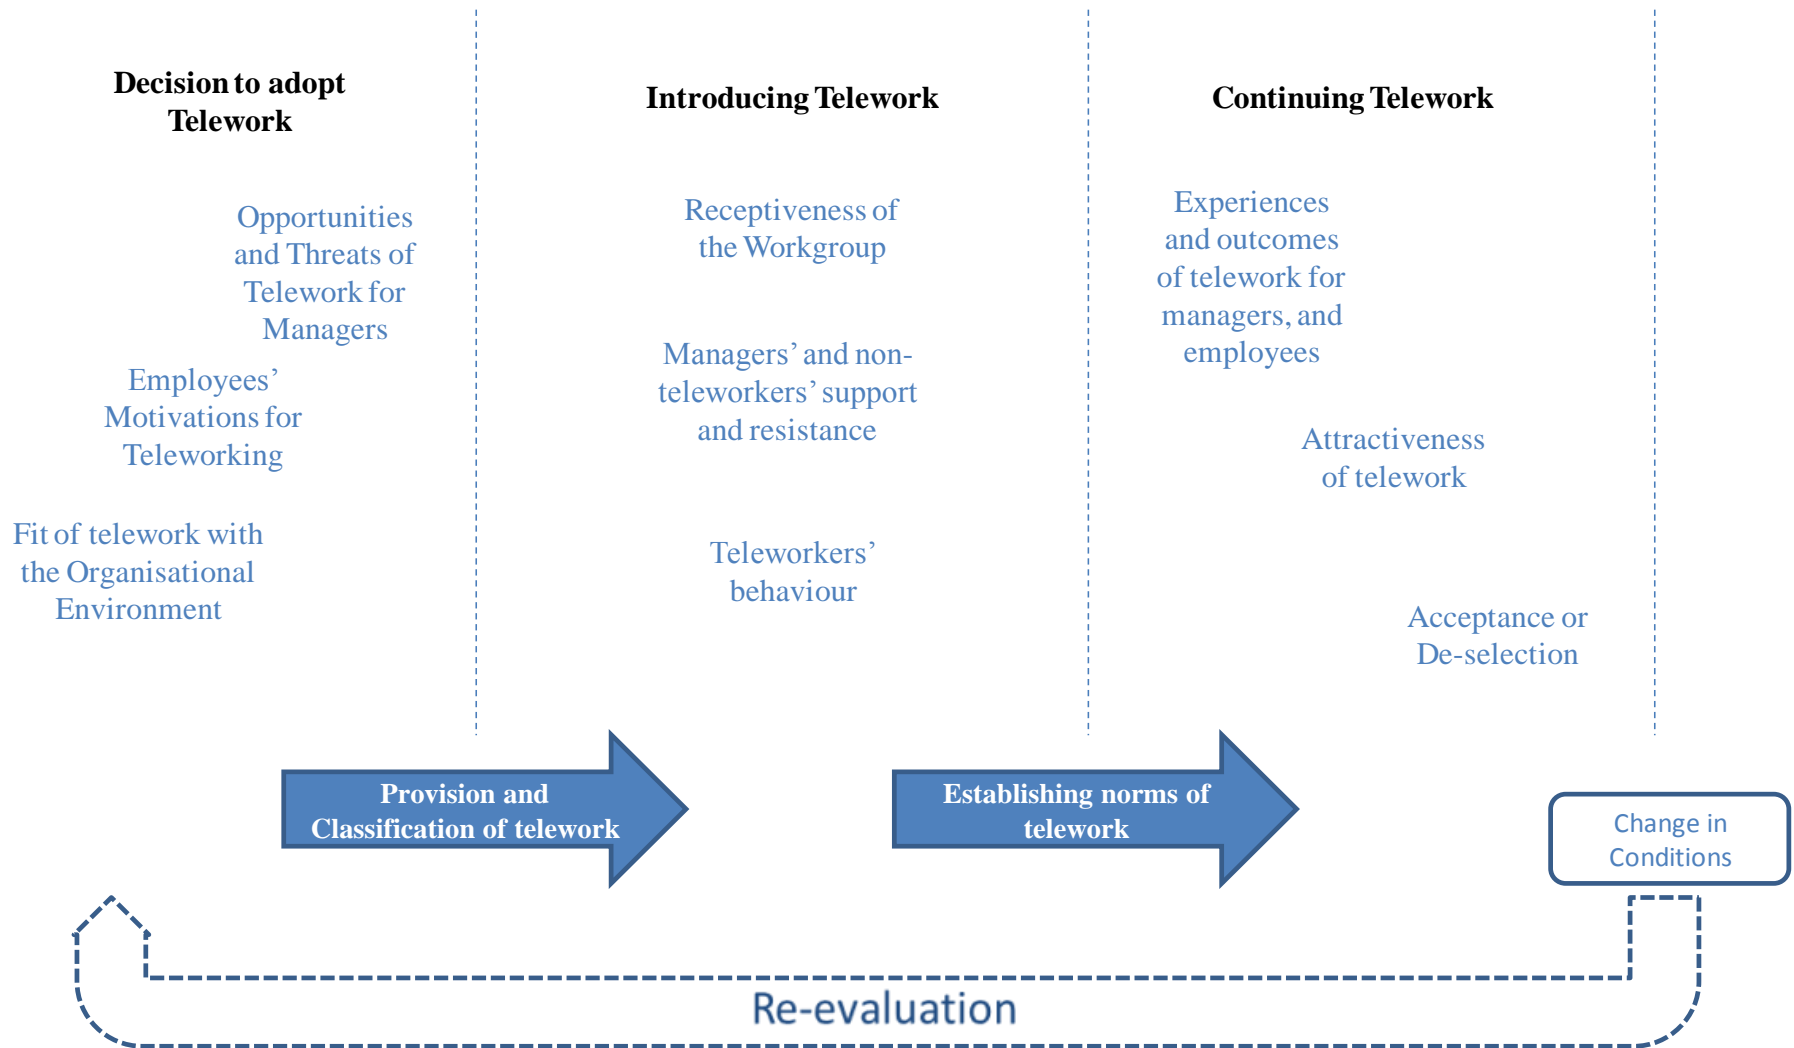 Decision to adopt
Telework
Opportunities
and Threats of
Telework for
Managers
Employees’
Motivations for
Teleworking
Fit of telework with
the Organisational
Environment
Introducing Telework
Receptiveness of
the Workgroup
Managers’ and non-
teleworkers’ support
and resistance
Teleworkers’
behaviour
Continuing Telework
Experiences
and outcomes
of telework for
managers, and
employees
Attractiveness
of telework
Acceptance or
De-selection
Provision and
Classification of telework
Establishing norms of
telework
Change in
Conditions
Re-evaluation